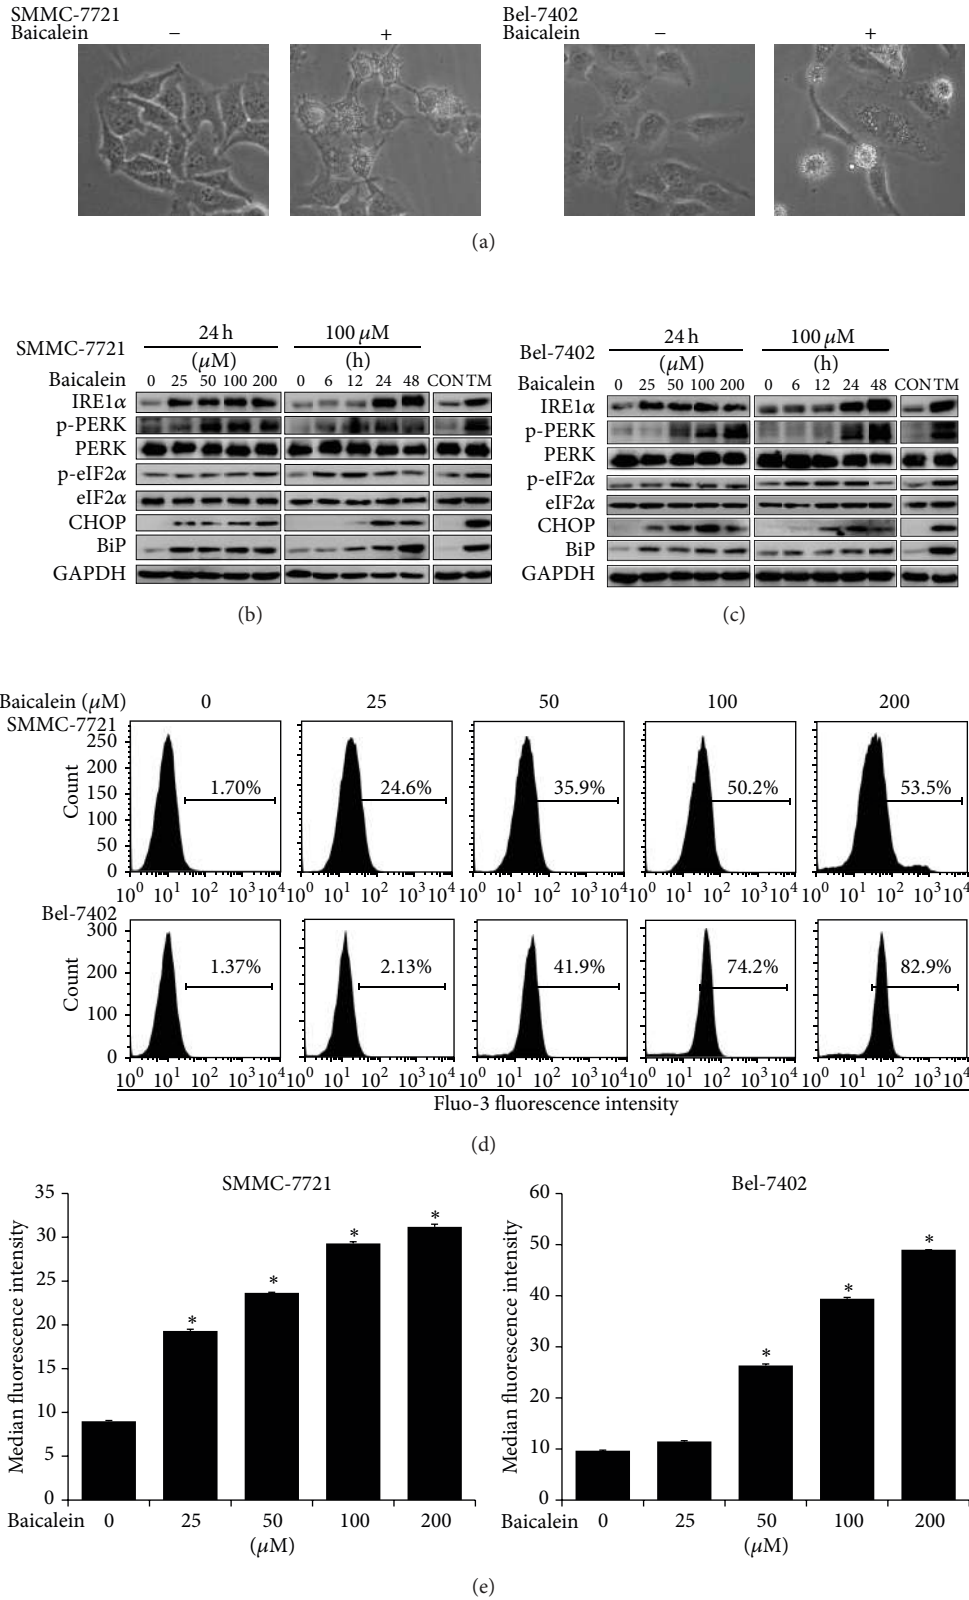 SMMC-7721
Baicalein − +
Bel-7402
Baicalein − +
(a)
24 h 100 μM
SMMC-7721 (μM) (h)
Baicalein 0 25 50 100 200 0 6 12 24 48 CON TM
IRE1α
p-PERK
PERK
p-eIF2α
eIF2α
CHOP
BiP
GAPDH
(b)
24 h 100 μM
Bel-7402 (μM) (h)
Baicalein 0 25 50 100 200 0 6 12 24 48 CON TM
IRE1α
p-PERK
PERK
p-eIF2α
eIF2α
CHOP
BiP
GAPDH
(c)
Baicalein (μM) 0 25 50 100 200
SMMC-7721
Count
250
200
150
100
50
0
1.70% 24.6% 35.9% 50.2% 53.5%
10⁰ 10¹ 10² 10³ 10⁴ 10⁰ 10¹ 10² 10³ 10⁴ 10⁰ 10¹ 10² 10³ 10⁴ 10⁰ 10¹ 10² 10³ 10⁴ 10⁰ 10¹ 10² 10³ 10⁴
Bel-7402
Count
300
200
100
0
1.37% 2.13% 41.9% 74.2% 82.9%
10⁰ 10¹ 10² 10³ 10⁴ 10⁰ 10¹ 10² 10³ 10⁴ 10⁰ 10¹ 10² 10³ 10⁴ 10⁰ 10¹ 10² 10³ 10⁴ 10⁰ 10¹ 10² 10³ 10⁴
Fluo-3 fluorescence intensity
(d)
SMMC-7721
Median fluorescence intensity
35
30
25
20
15
10
5
0
* * * *
Baicalein 0 25 50 100 200
(μM)
Bel-7402
Median fluorescence intensity
60
50
40
30
20
10
0
* * *
Baicalein 0 25 50 100 200
(μM)
(e)